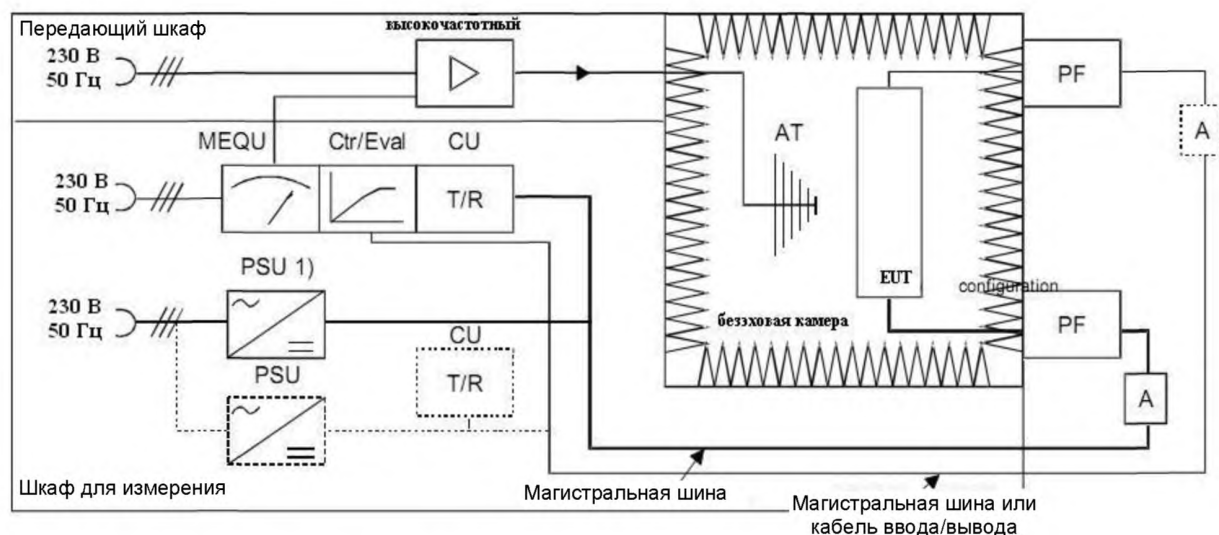 Передающий шкаф
высокочастотный
230 В
50 Гц
PF
A
AT
MEQU
Ctr/Eval
CU
230 В
50 Гц
T/R
PSU 1)
EUT
configuration
230 В
50 Гц
безэховая камера
PF
CU
PSU
T/R
A
Шкаф для измерения
Магистральная шина
Магистральная шина или
кабель ввода/вывода